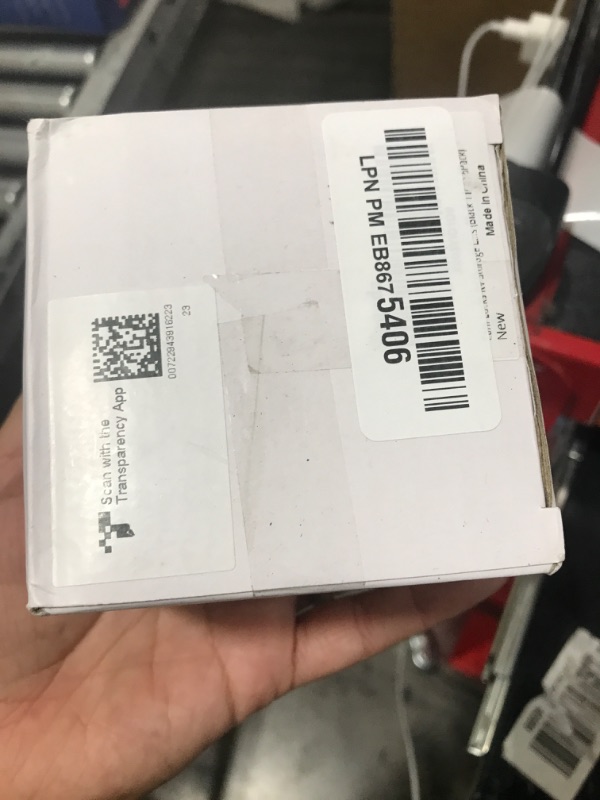 LPN PM EB8675406
Made in China
New
Scan with the
Transparency App
00722843916223
23